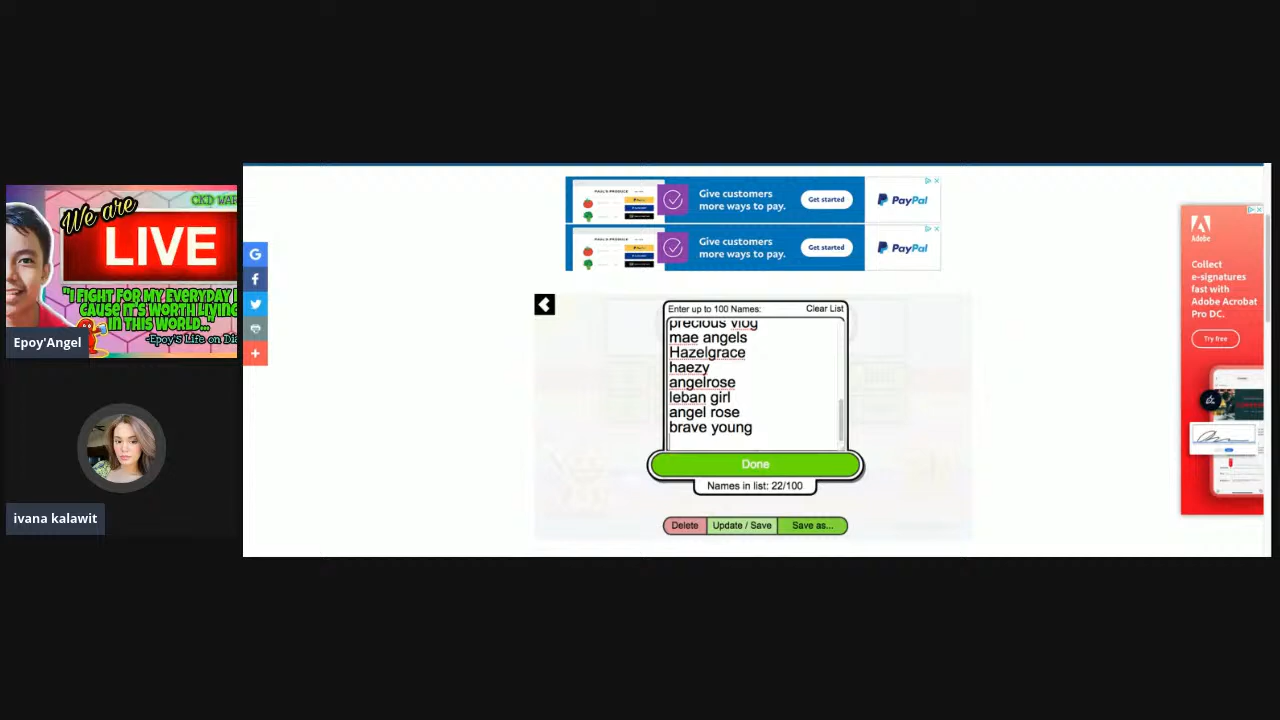 We are
CKD WAR
LIVE
"I FIGHT FOR MY EVERYDAY
CAUSE IT'S WORTH LIVING
IN THIS WORLD..."
-Epoy's Life on Dia
Epoy'Angel
ivana kalawit
Give customers
more ways to pay.
Get started
PayPal
Give customers
more ways to pay.
Get started
PayPal
Enter up to 100 Names:
Clear List
precious vlog
mae angels
Hazelgrace
haezy
angelrose
leban girl
angel rose
brave young
Done
Names in list: 22/100
Delete
Update / Save
Save as...
Adobe
Collect
e-signatures
fast with
Adobe Acrobat
Pro DC.
Try free